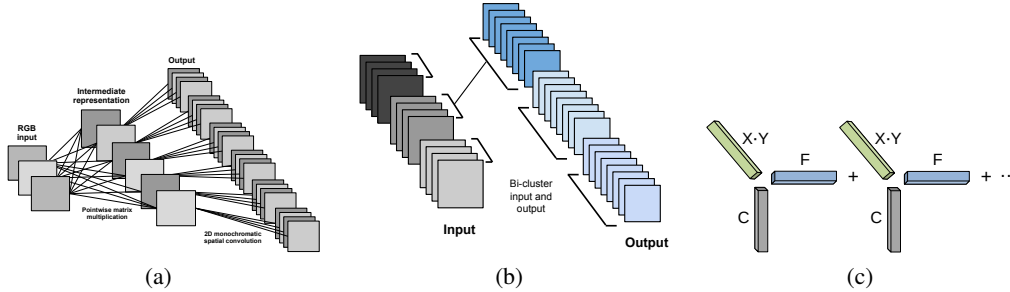 Output
Intermediate
representation
RGB
input
Pointwise matrix
multiplication
2D monochromatic
spatial convolution
(a)
Bi-cluster
input and
output
Input
Output
(b)
X·Y
F
C
+
X·Y
F
C
+ ...
(c)